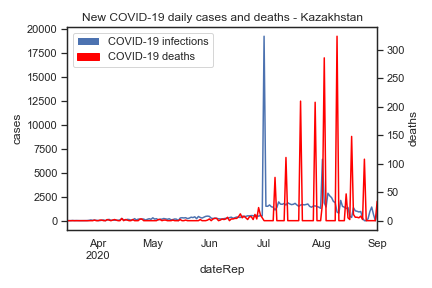 New COVID-19 daily cases and deaths - Kazakhstan
COVID-19 infections
COVID-19 deaths
20000
17500
15000
12500
10000
7500
5000
2500
0
cases
300
250
200
150
100
50
0
deaths
Apr
2020
May
Jun
Jul
Aug
Sep
dateRep